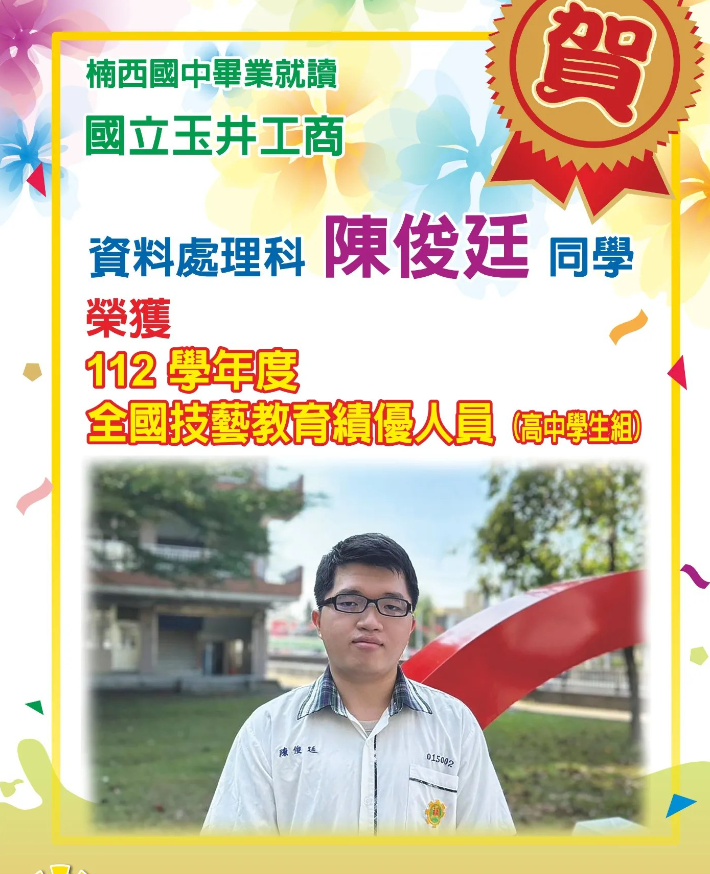 賀
楠西國中畢業就讀
國立玉井工商
資料處理科 陳俊廷 同學
榮獲
112 學年度
全國技藝教育績優人員（高中學生組）
陳俊廷
015002